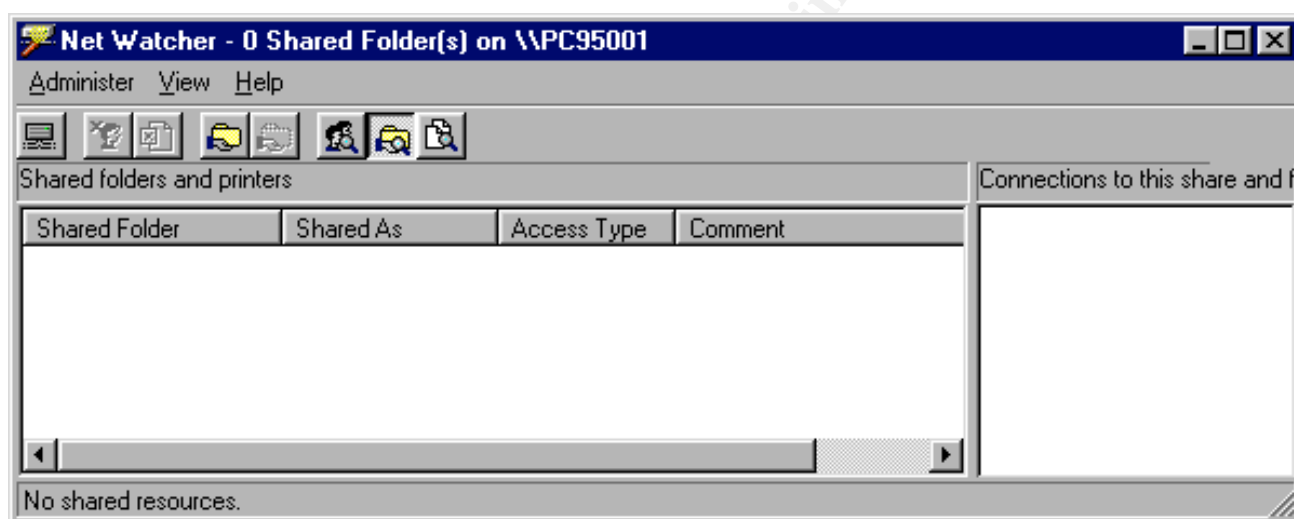 Net Watcher - 0 Shared Folder(s) on \\PC95001
Administer View Help
Shared folders and printers
Connections to this share and f
Shared Folder Shared As Access Type Comment
No shared resources.